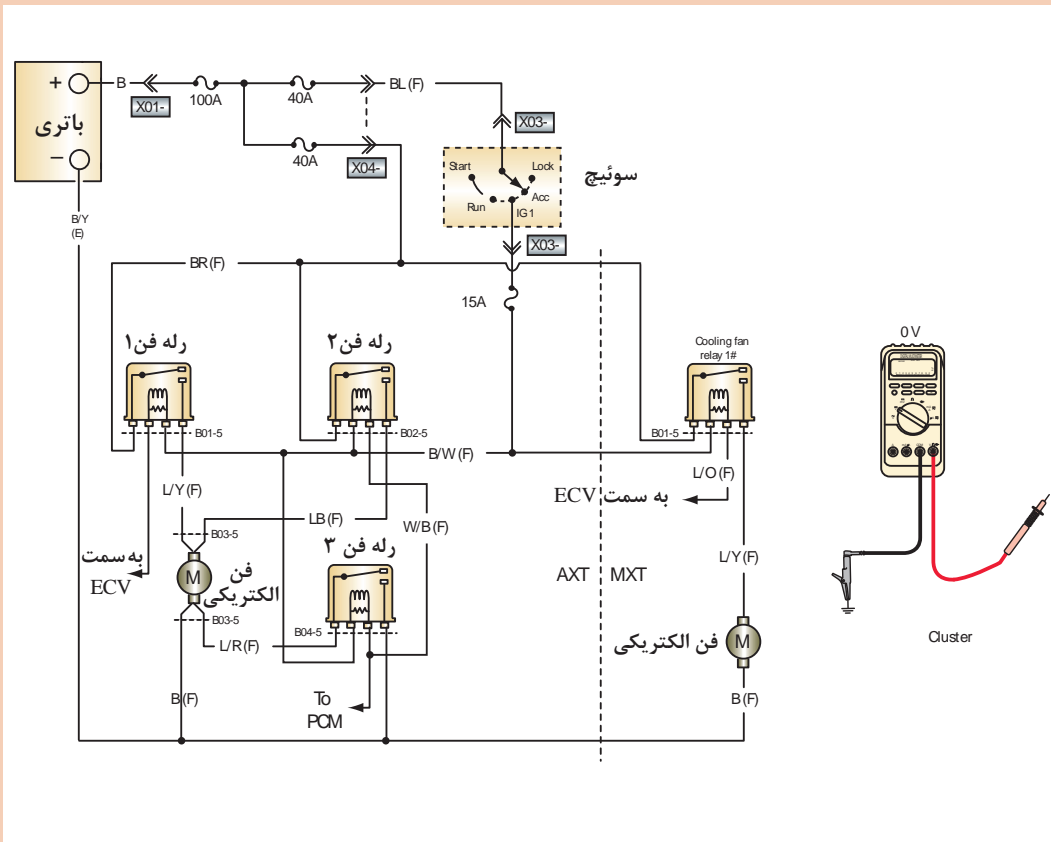 +
B
X01-
100A
40A
BL(F)
باتری
–
40A
X04-
X03-
Start
Lock
سوئیچ
Run
Acc
IG1
B/Y
(E)
BR(F)
X03-
15A
0 V
رله فن۱
رله فن۲
Cooling fan
relay 1#
B01-5
B02-5
B01-5
B/W(F)
L/Y(F)
L/O(F)
LB(F)
W/B(F)
به سمت ECV
B03-5
رله فن ۳
به سمت
ECV
M
فن
الکتریکی
L/Y(F)
AXT
MXT
B03-5
B04-5
L/R(F)
فن الکتریکی
M
Cluster
B(F)
To
PCM
B(F)